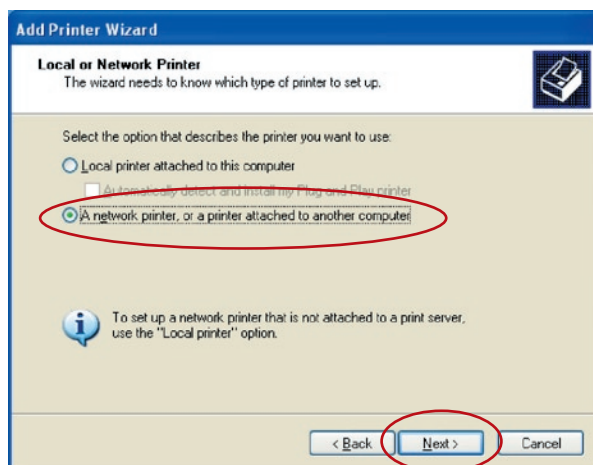 Add Printer Wizard
Local or Network Printer
The wizard needs to know which type of printer to set up.
Select the option that describes the printer you want to use:
Local printer attached to this computer
Automatically detect and install my Plug and Play printer
A network printer, or a printer attached to another computer
To set up a network printer that is not attached to a print server,
use the "Local printer" option.
< Back Next > Cancel